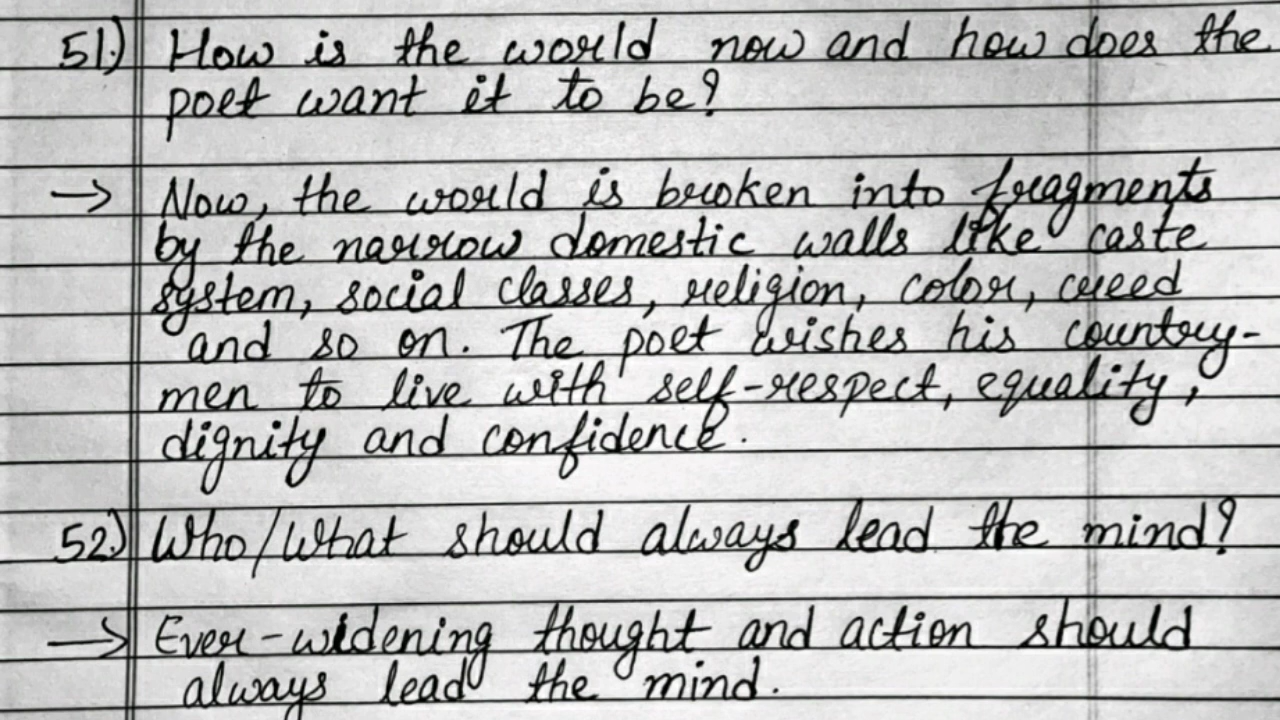 51.) How is the world now and how does the
poet want it to be?
→ Now, the world is broken into fragments
by the narrow domestic walls like caste
system, social classes, religion, color, creed
and so on. The poet wishes his country-
men to live with self-respect, equality,
dignity and confidence.
52.) Who/What should always lead the mind?
→ Ever-widening thought and action should
always lead the mind.